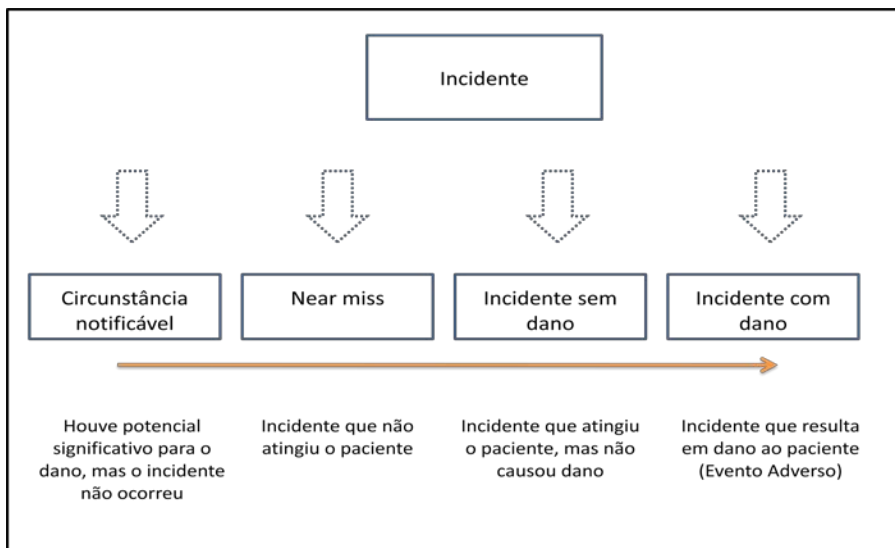 Incidente
Circunstância
notificável
Near miss
Incidente sem
dano
Incidente com
dano
Houve potencial
significativo para o
dano, mas o incidente
não ocorreu
Incidente que não
atingiu o paciente
Incidente que atingiu
o paciente, mas não
causou dano
Incidente que resulta
em dano ao paciente
(Evento Adverso)